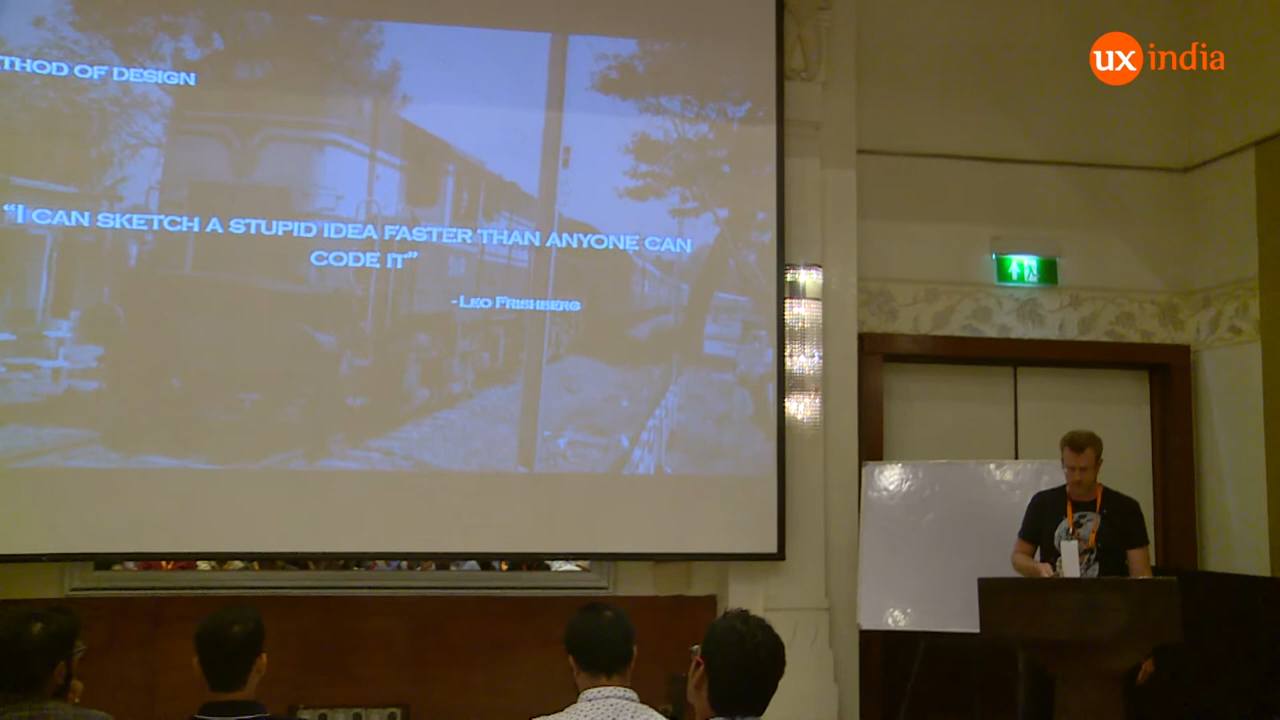 THOD OF DESIGN
"I CAN SKETCH A STUPID IDEA FASTER THAN ANYONE CAN
CODE IT"
-LEO FRISHBERG
ux india